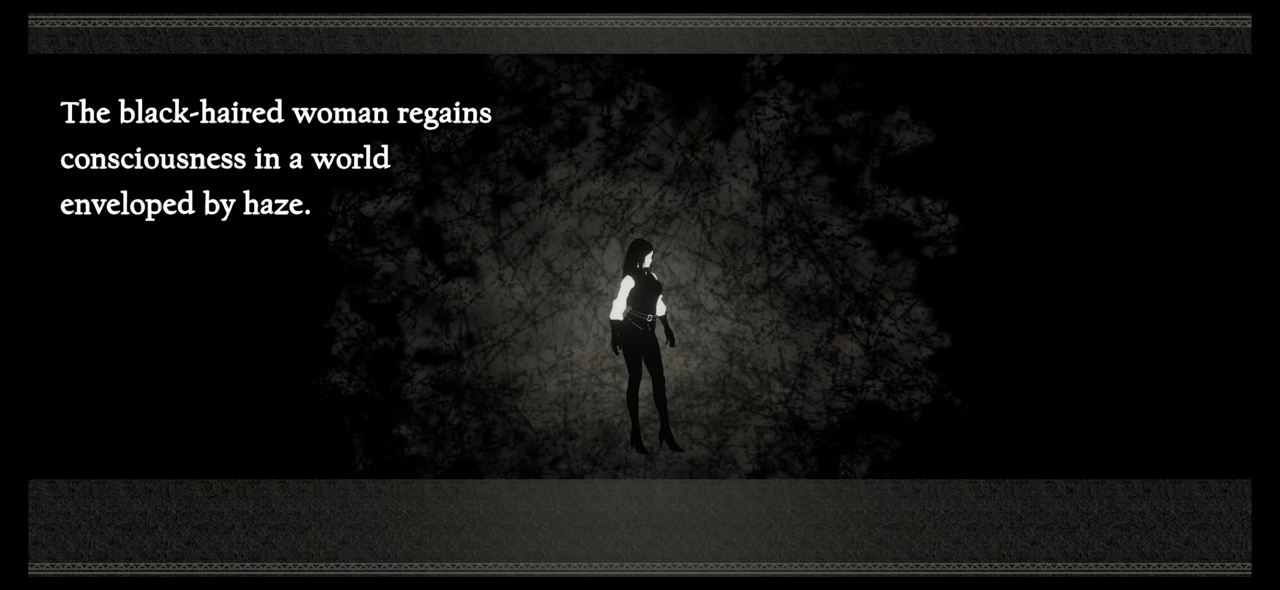 The black-haired woman regains
consciousness in a world
enveloped by haze.